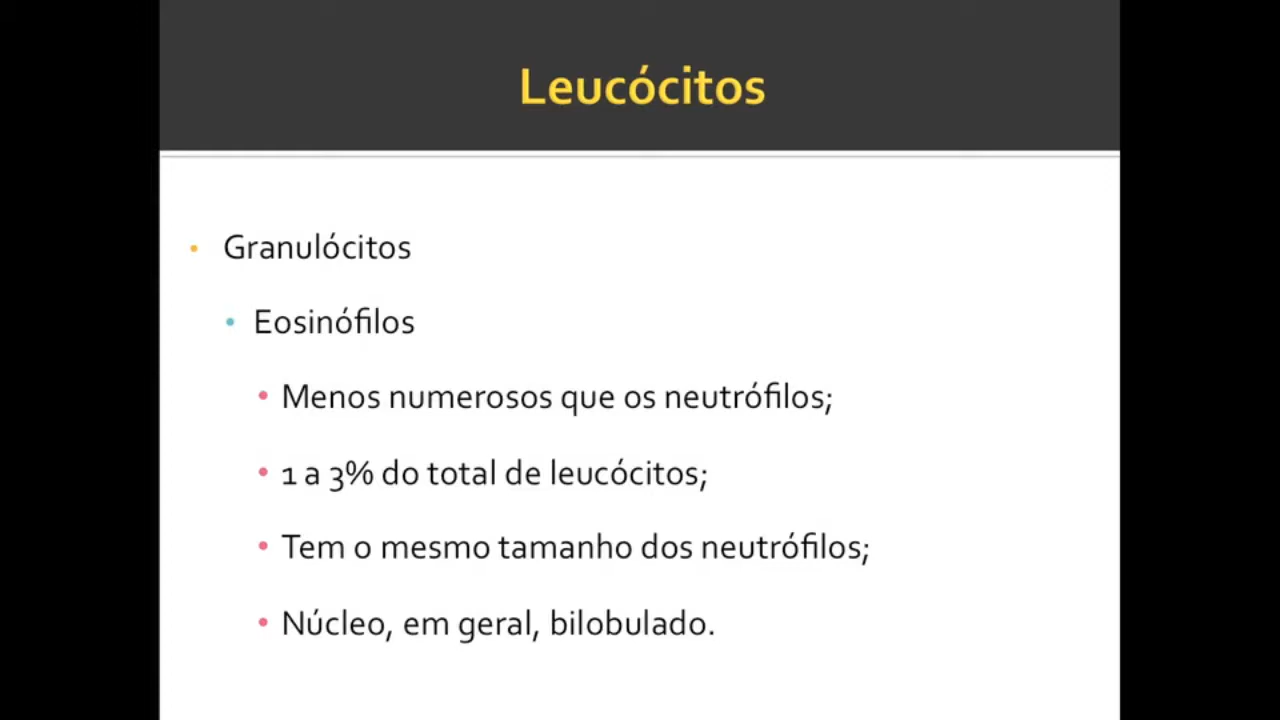 Leucócitos
• Granulócitos
• Eosinófilos
• Menos numerosos que os neutrófilos;
• 1 a 3% do total de leucócitos;
• Tem o mesmo tamanho dos neutrófilos;
• Núcleo, em geral, bilobulado.